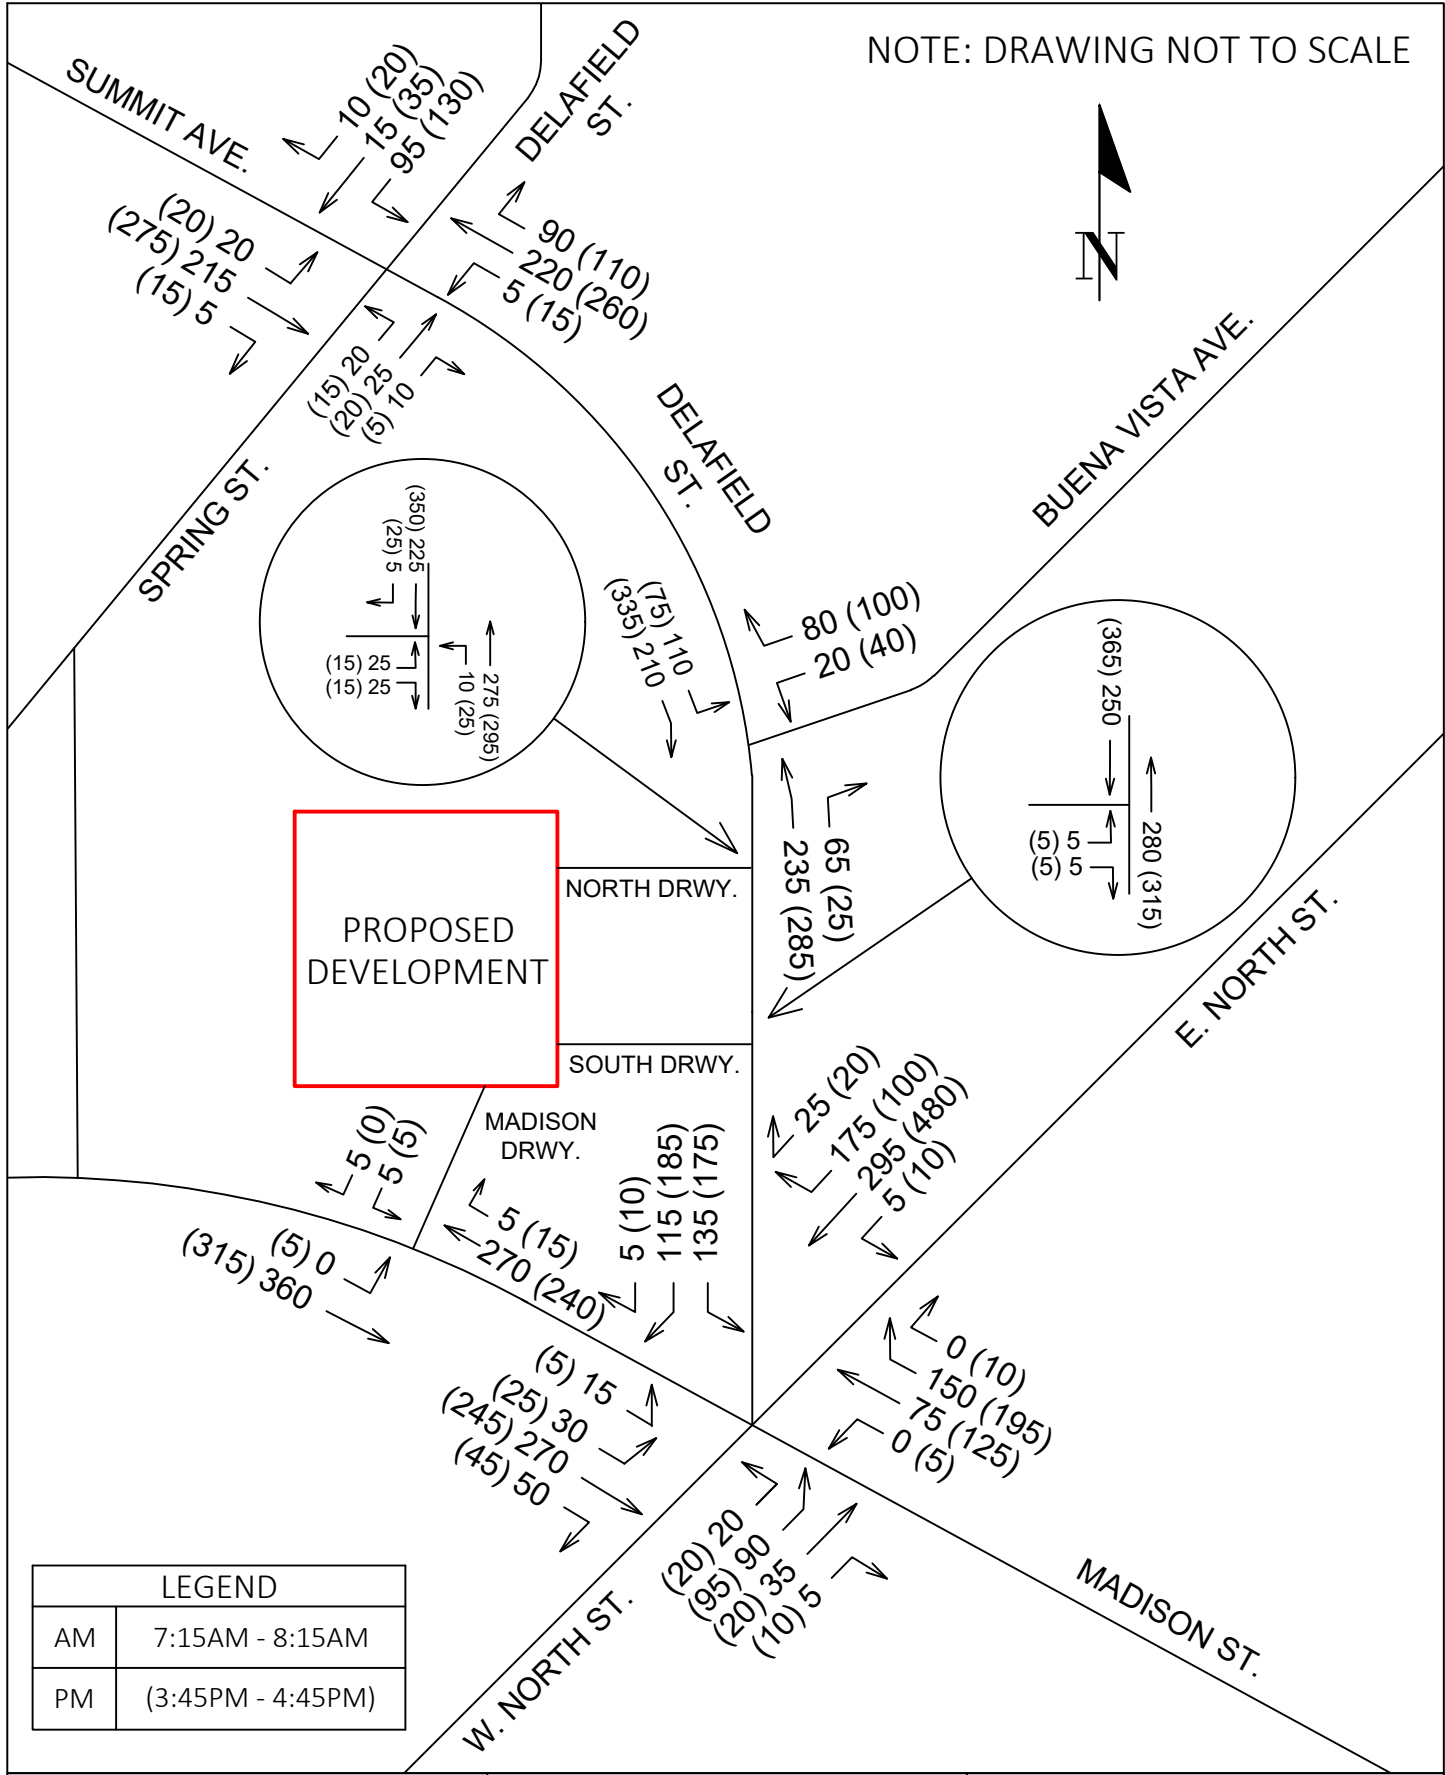 NOTE: DRAWING NOT TO SCALE
N
SUMMIT AVE.
10 (20)
15 (35)
95 (130)
DELAFIELD
ST.
(20) 20
(275) 215
(15) 5
90 (110)
220 (260)
5 (15)
(15) 20
(20) 25
(5) 10
SPRING ST.
DELAFIELD
ST.
BUENA VISTA AVE.
(350) 225
(25) 5
(15) 25
(15) 25
275 (295)
10 (25)
(75) 110
(335) 210
80 (100)
20 (40)
(365) 250
(5) 5
(5) 5
280 (315)
65 (25)
235 (285)
PROPOSED
DEVELOPMENT
NORTH DRWY.
SOUTH DRWY.
MADISON
DRWY.
E. NORTH ST.
5 (0)
5 (5)
(5) 0
(315) 360
5 (15)
270 (240)
5 (10)
115 (185)
135 (175)
25 (20)
175 (100)
295 (480)
5 (10)
(5) 15
(25) 30
(245) 270
(45) 50
0 (10)
150 (195)
75 (125)
0 (5)
(20) 20
(95) 90
(20) 35
(10) 5
W. NORTH ST.
MADISON ST.
LEGEND
AM 7:15AM - 8:15AM
PM (3:45PM - 4:45PM)